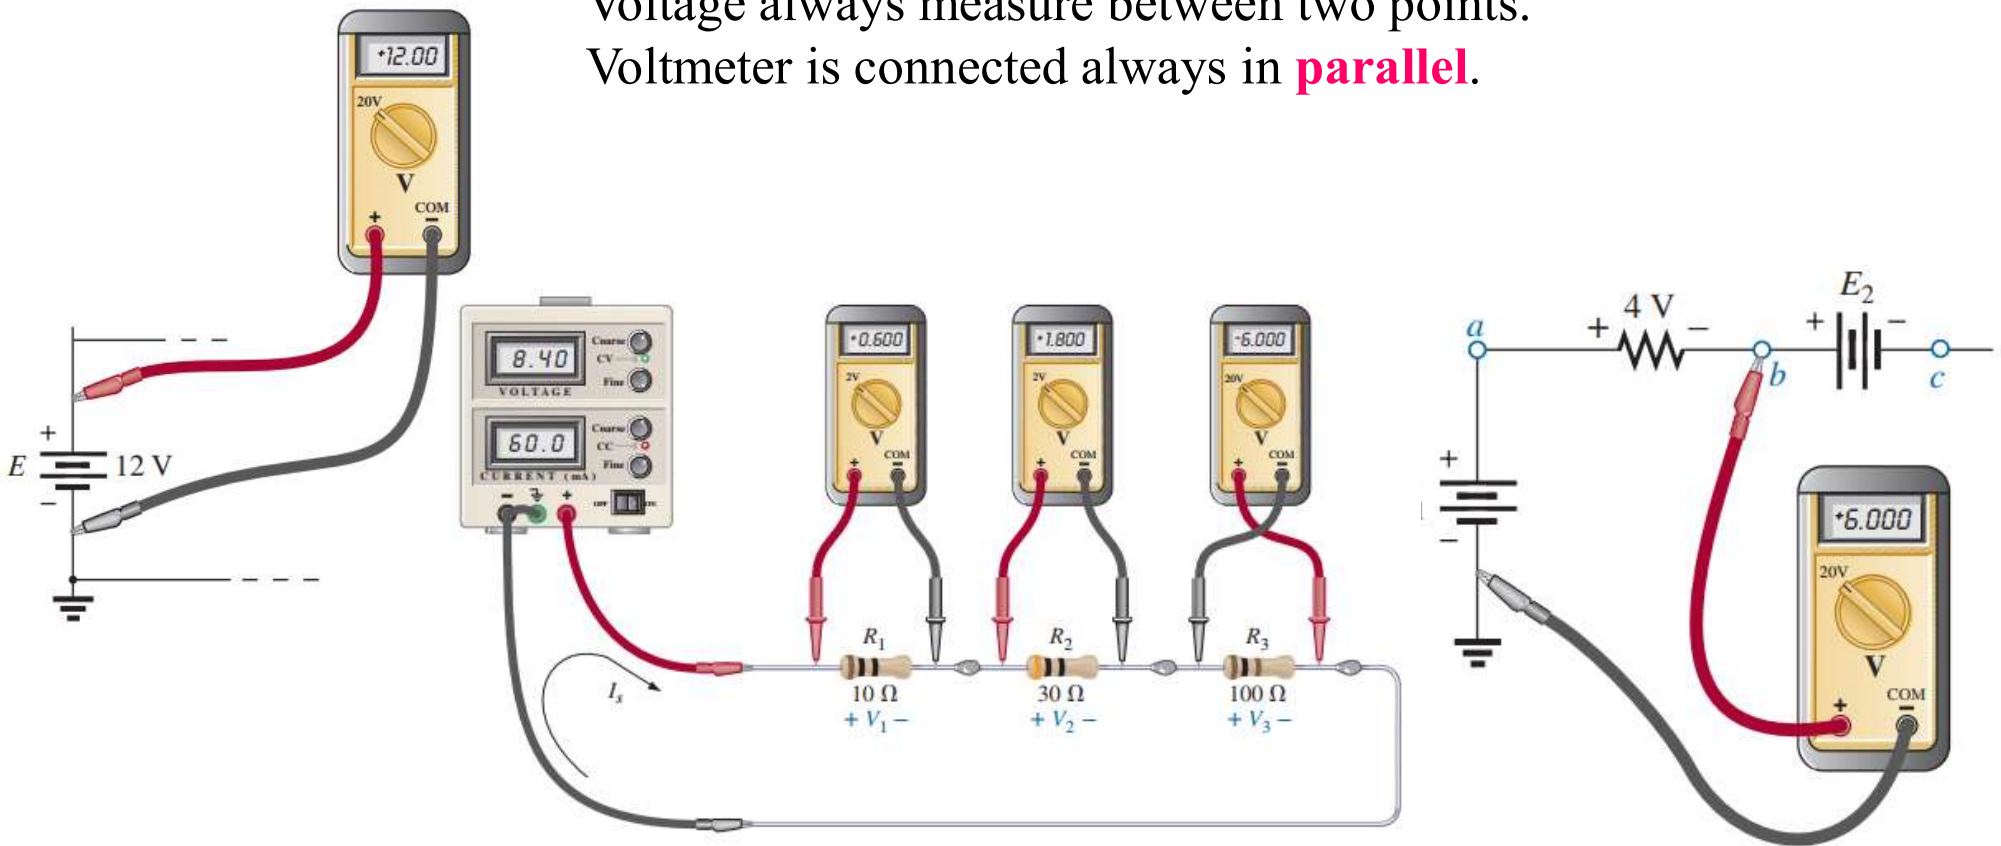 Voltage always measure between two points.
Voltmeter is connected always in parallel.
+12.00
20V
V
+
COM
−
+
E
12 V
−
8.40
VOLTAGE
Coarse
CV
Fine
60.0
CURRENT (mA)
Coarse
CC
Fine
−
+
OFF
ON
Is
+0.600
2V
V
+
COM
−
R1
10 Ω
+ V1 −
+1.800
2V
V
+
COM
−
R2
30 Ω
+ V2 −
-6.000
20V
V
+
COM
−
R3
100 Ω
+ V3 −
a
+
4 V
−
b
+
E2
−
c
+
−
+6.000
20V
V
+
COM
−